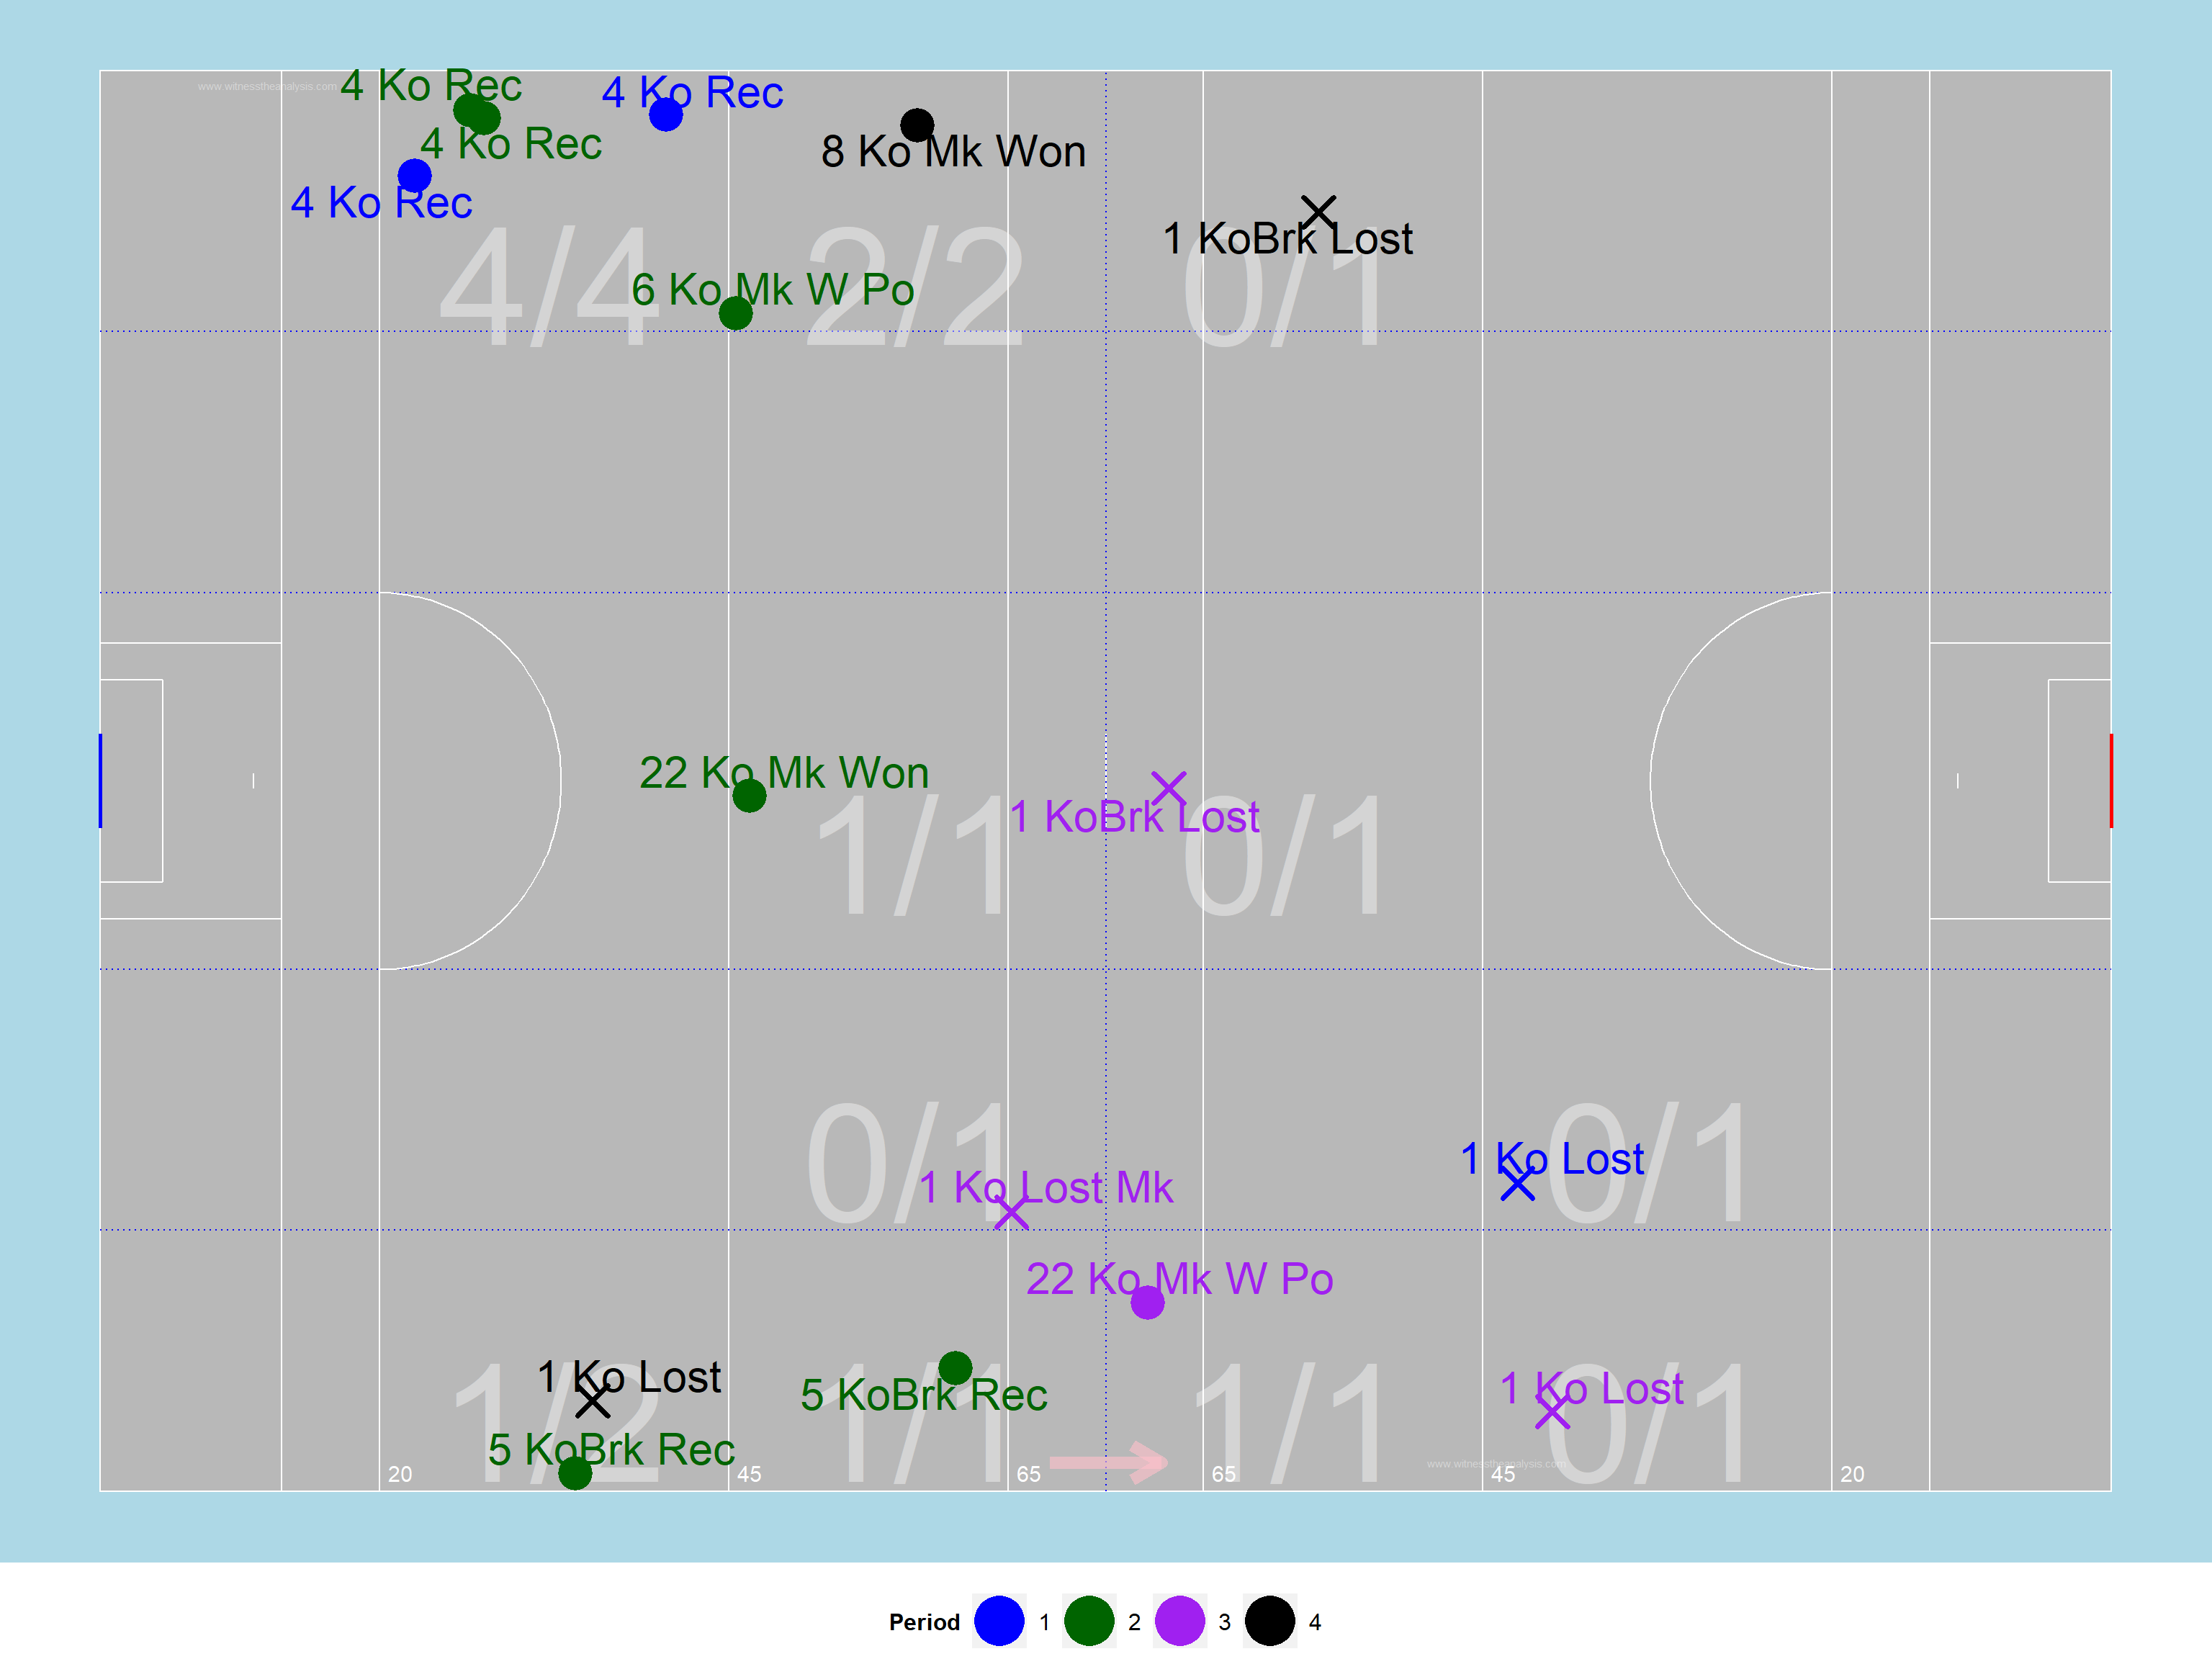 4 Ko Rec
www.witnesstheanalysis.com
4 Ko Rec
4 Ko Rec
8 Ko Mk Won
4 Ko Rec
1 KoBrk Lost
4/4
2/2
0/1
6 Ko Mk W Po
22 Ko Mk Won
1 KoBrk Lost
1/1
0/1
0/1
0/1
1 Ko Lost
1 Ko Lost Mk
22 Ko Mk W Po
1 Ko Lost
1/2
1/1
1/1
0/1
5 KoBrk Rec
1 Ko Lost
5 KoBrk Rec
www.witnesstheanalysis.com
20
45
65
65
45
20
Period 1 2 3 4